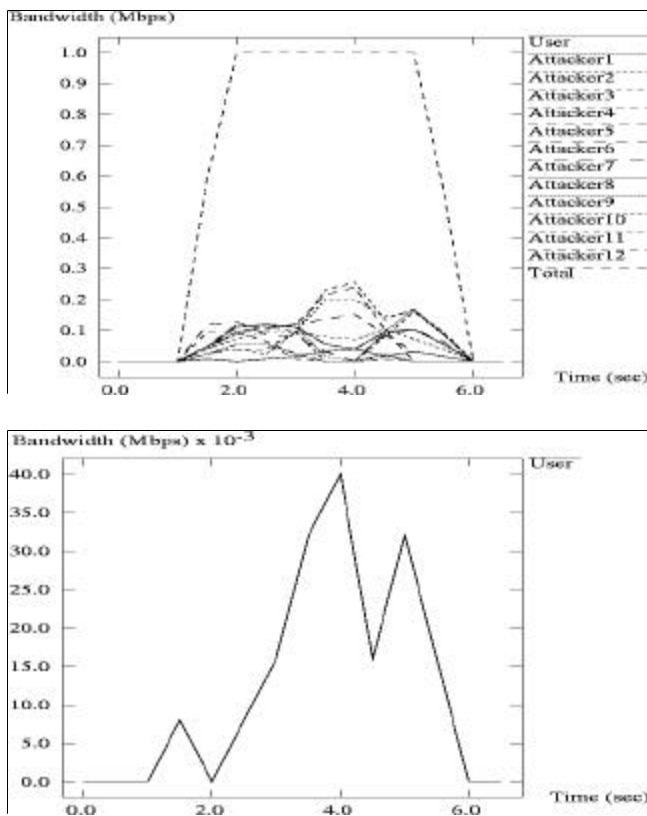 Bandwidth (Mbps)
1.0
0.9
0.8
0.7
0.6
0.5
0.4
0.3
0.2
0.1
0.0
0.0 2.0 4.0 6.0
Time (sec)
User
Attacker1
Attacker2
Attacker3
Attacker4
Attacker5
Attacker6
Attacker7
Attacker8
Attacker9
Attacker10
Attacker11
Attacker12
Total
Bandwidth (Mbps) x 10-3
40.0
35.0
30.0
25.0
20.0
15.0
10.0
5.0
0.0
0.0 2.0 4.0 6.0
Time (sec)
User